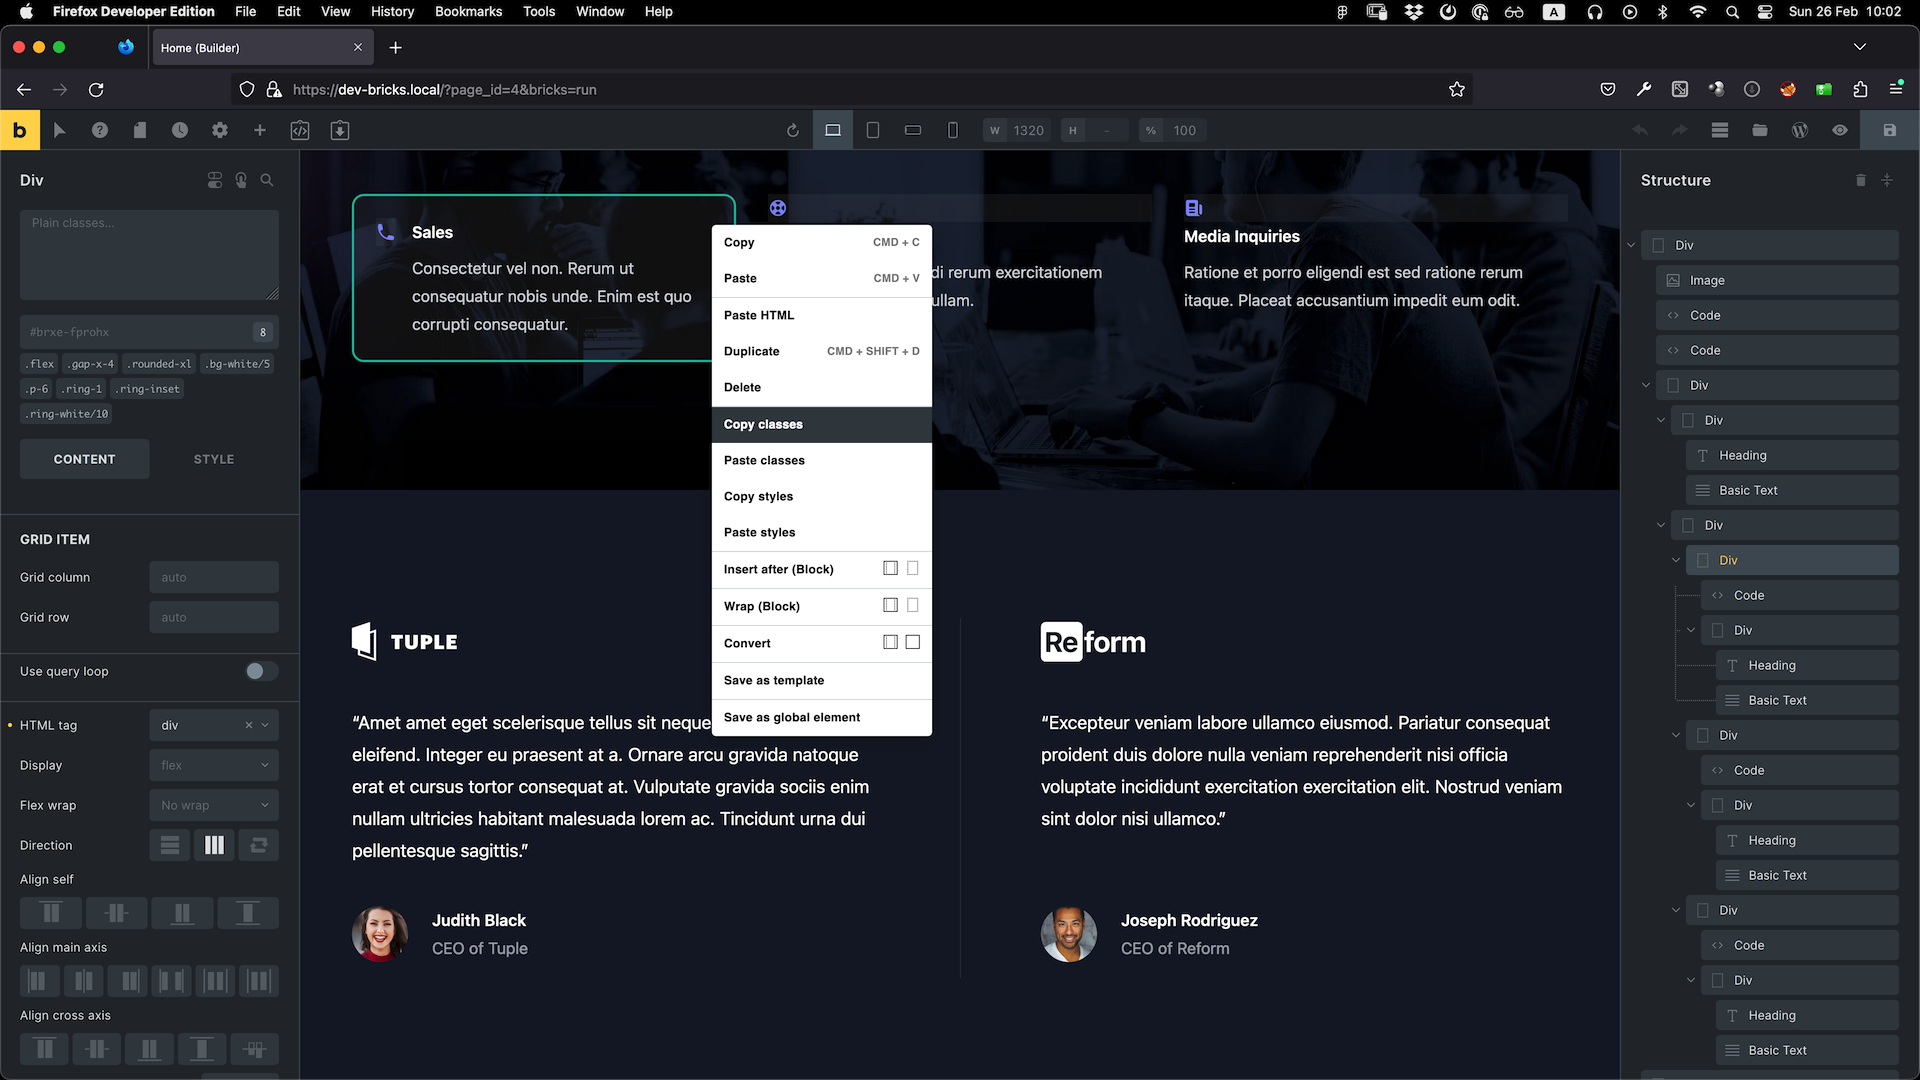 Firefox Developer Edition File Edit View History Bookmarks Tools Window Help A Sun 26 Feb 10:02
Home (Builder)
https://dev-bricks.local/?page_id=4&bricks=run
b W 1320 H - % 100
Div
Plain classes...
#brxe-fprohx 8
.flex .gap-x-4 .rounded-xl .bg-white/5
.p-6 .ring-1 .ring-inset
.ring-white/10
CONTENT STYLE
GRID ITEM
Grid column auto
Grid row auto
Use query loop
HTML tag div
Display flex
Flex wrap No wrap
Direction
Align self
Align main axis
Align cross axis
Sales
Consectetur vel non. Rerum ut
consequatur nobis unde. Enim est quo
corrupti consequatur.
di rerum exercitationem
ullam.
Media Inquiries
Ratione et porro eligendi est sed ratione rerum
itaque. Placeat accusantium impedit eum odit.
Copy CMD + C
Paste CMD + V
Paste HTML
Duplicate CMD + SHIFT + D
Delete
Copy classes
Paste classes
Copy styles
Paste styles
Insert after (Block)
Wrap (Block)
Convert
Save as template
Save as global element
TUPLE
“Amet amet eget scelerisque tellus sit neque
eleifend. Integer eu praesent at a. Ornare arcu gravida natoque
erat et cursus tortor consequat at. Vulputate gravida sociis enim
nullam ultricies habitant malesuada lorem ac. Tincidunt urna dui
pellentesque sagittis.”
Judith Black
CEO of Tuple
Reform
“Excepteur veniam labore ullamco eiusmod. Pariatur consequat
proident duis dolore nulla veniam reprehenderit nisi officia
voluptate incididunt exercitation exercitation elit. Nostrud veniam
sint dolor nisi ullamco.”
Joseph Rodriguez
CEO of Reform
Structure
Div
Image
Code
Code
Div
Div
Heading
Basic Text
Div
Div
Code
Div
Heading
Basic Text
Div
Code
Div
Heading
Basic Text
Div
Code
Div
Heading
Basic Text